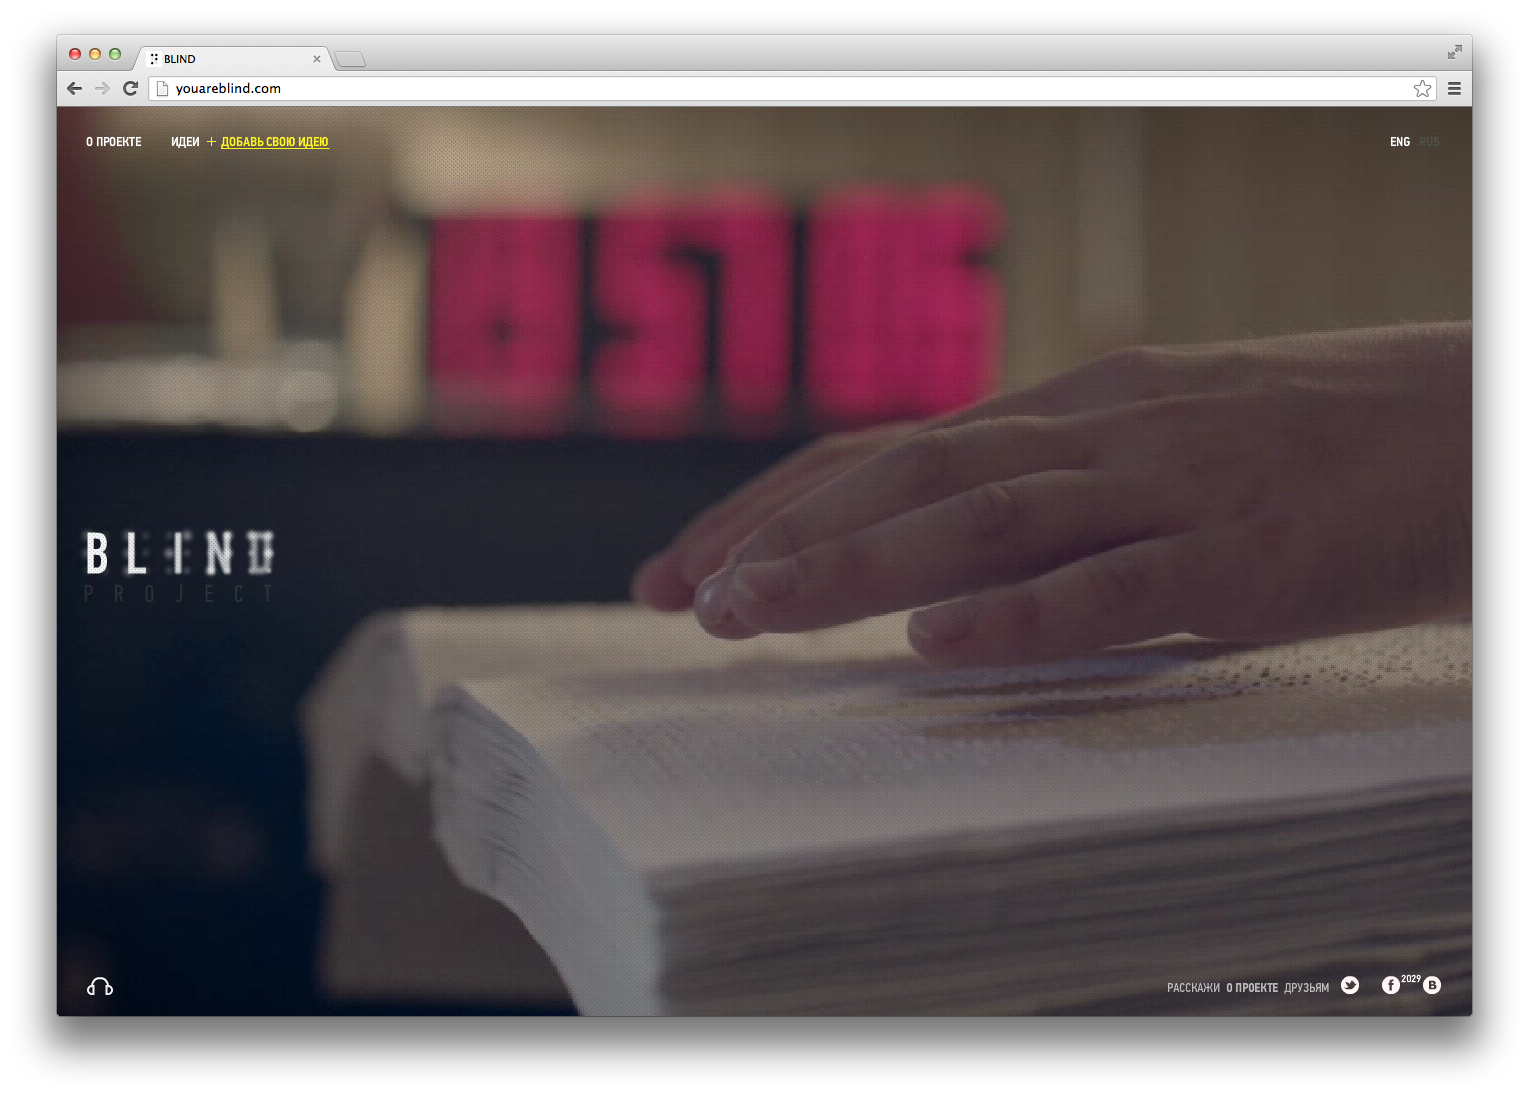 BLIND
youareblind.com
О ПРОЕКТЕ ИДЕИ + ДОБАВЬ СВОЮ ИДЕЮ ENG RUS
BLIND
PROJECT
РАССКАЖИ О ПРОЕКТЕ ДРУЗЬЯМ 2029